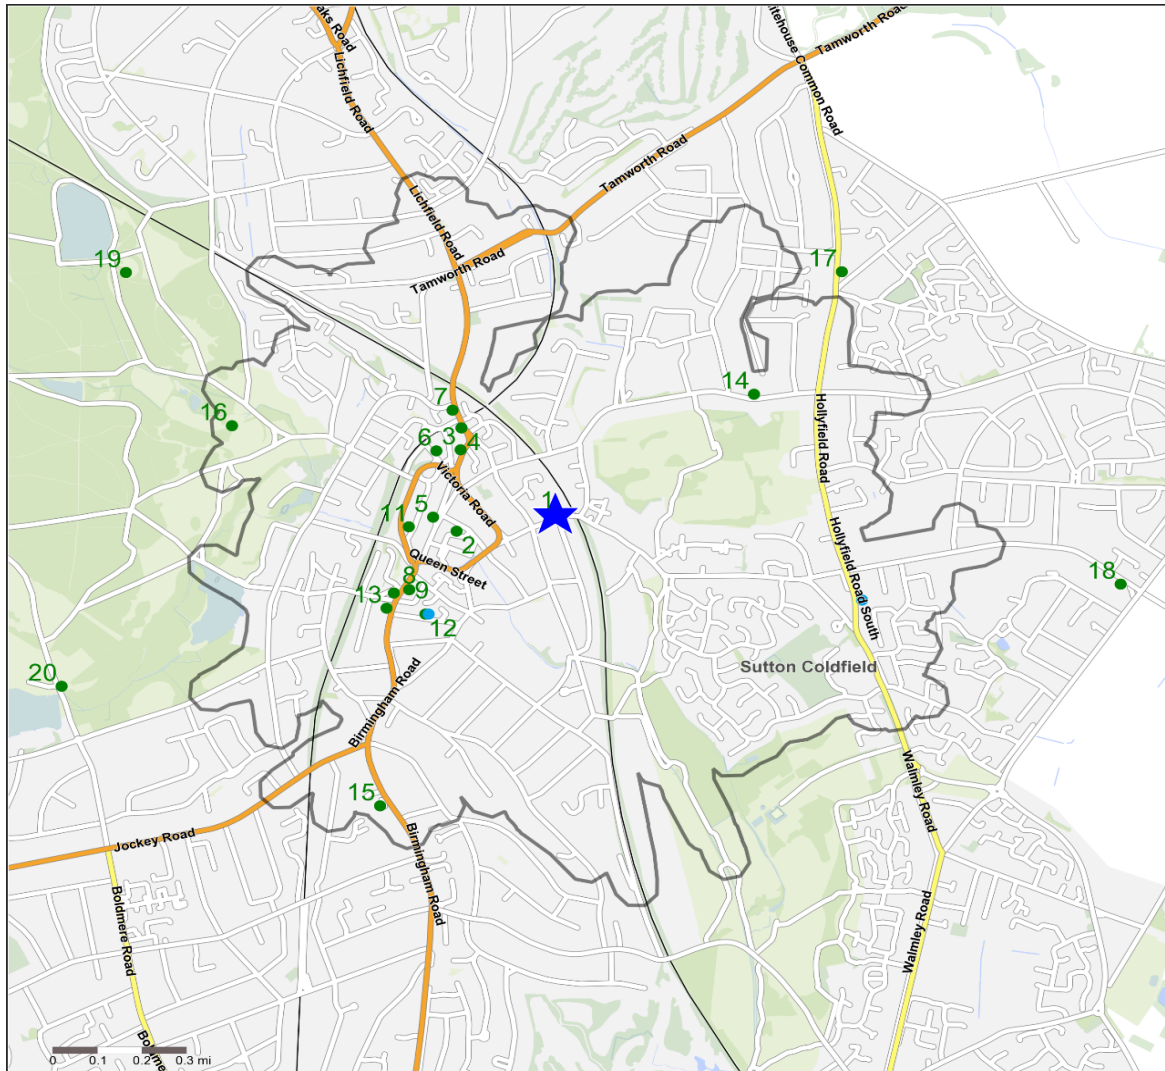 aks Road
itehouse Common Road
Tamworth Road
Lichfield Road
Tamworth Road
Lichfield Road
Tamworth Road
19
17
14
7
16
3
6
4
Hollyfield Road
Victoria Road
1
5
11
2
Queen Street
8
9
13
12
Hollyfield Road South
18
Sutton Coldfield
20
Birmingham Road
15
Walmley Road
Jockey Road
Birmingham Road
Boldmere Road
Walmley Road
Boldme
0 0.1 0.2 0.3 mi